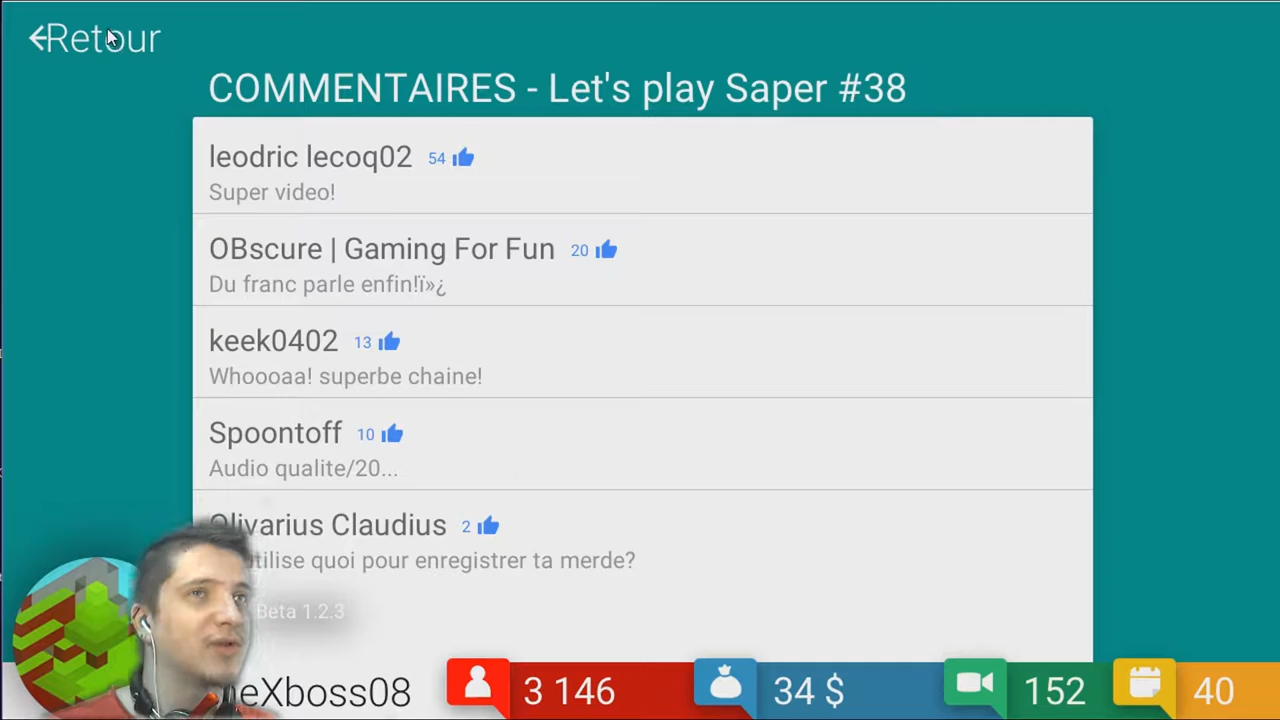 Retour
COMMENTAIRES - Let's play Saper #38
leodric lecoq02 54
Super video!
OBscure | Gaming For Fun 20
Du franc parle enfin!ï»¿
keek0402 13
Whoooaa! superbe chaine!
Spoontoff 10
Audio qualite/20...
Olivarius Claudius 2
quoi pour enregistrer ta merde?
Beta 1.2.3
eXboss08 3 146 34 $ 152 40